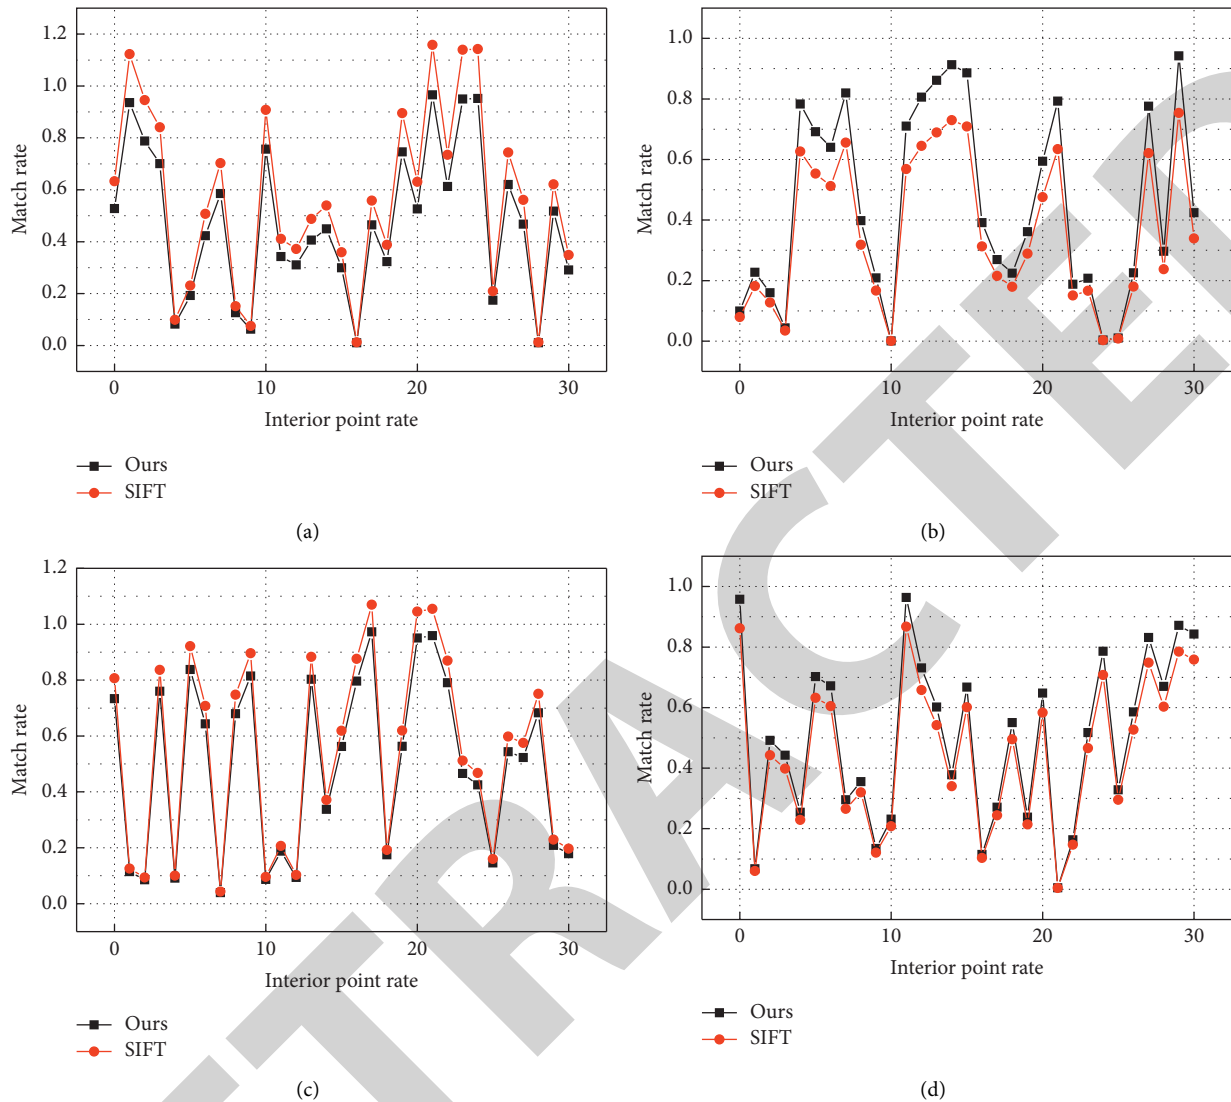 1.2
1.0
0.8
0.6
0.4
0.2
0.0
Match rate
0 10 20 30
Interior point rate
Ours
SIFT
(a)
1.0
0.8
0.6
0.4
0.2
0.0
Match rate
0 10 20 30
Interior point rate
Ours
SIFT
(b)
1.2
1.0
0.8
0.6
0.4
0.2
0.0
Match rate
0 10 20 30
Interior point rate
Ours
SIFT
(c)
1.0
0.8
0.6
0.4
0.2
0.0
Match rate
0 10 20 30
Interior point rate
Ours
SIFT
(d)
TRACTE